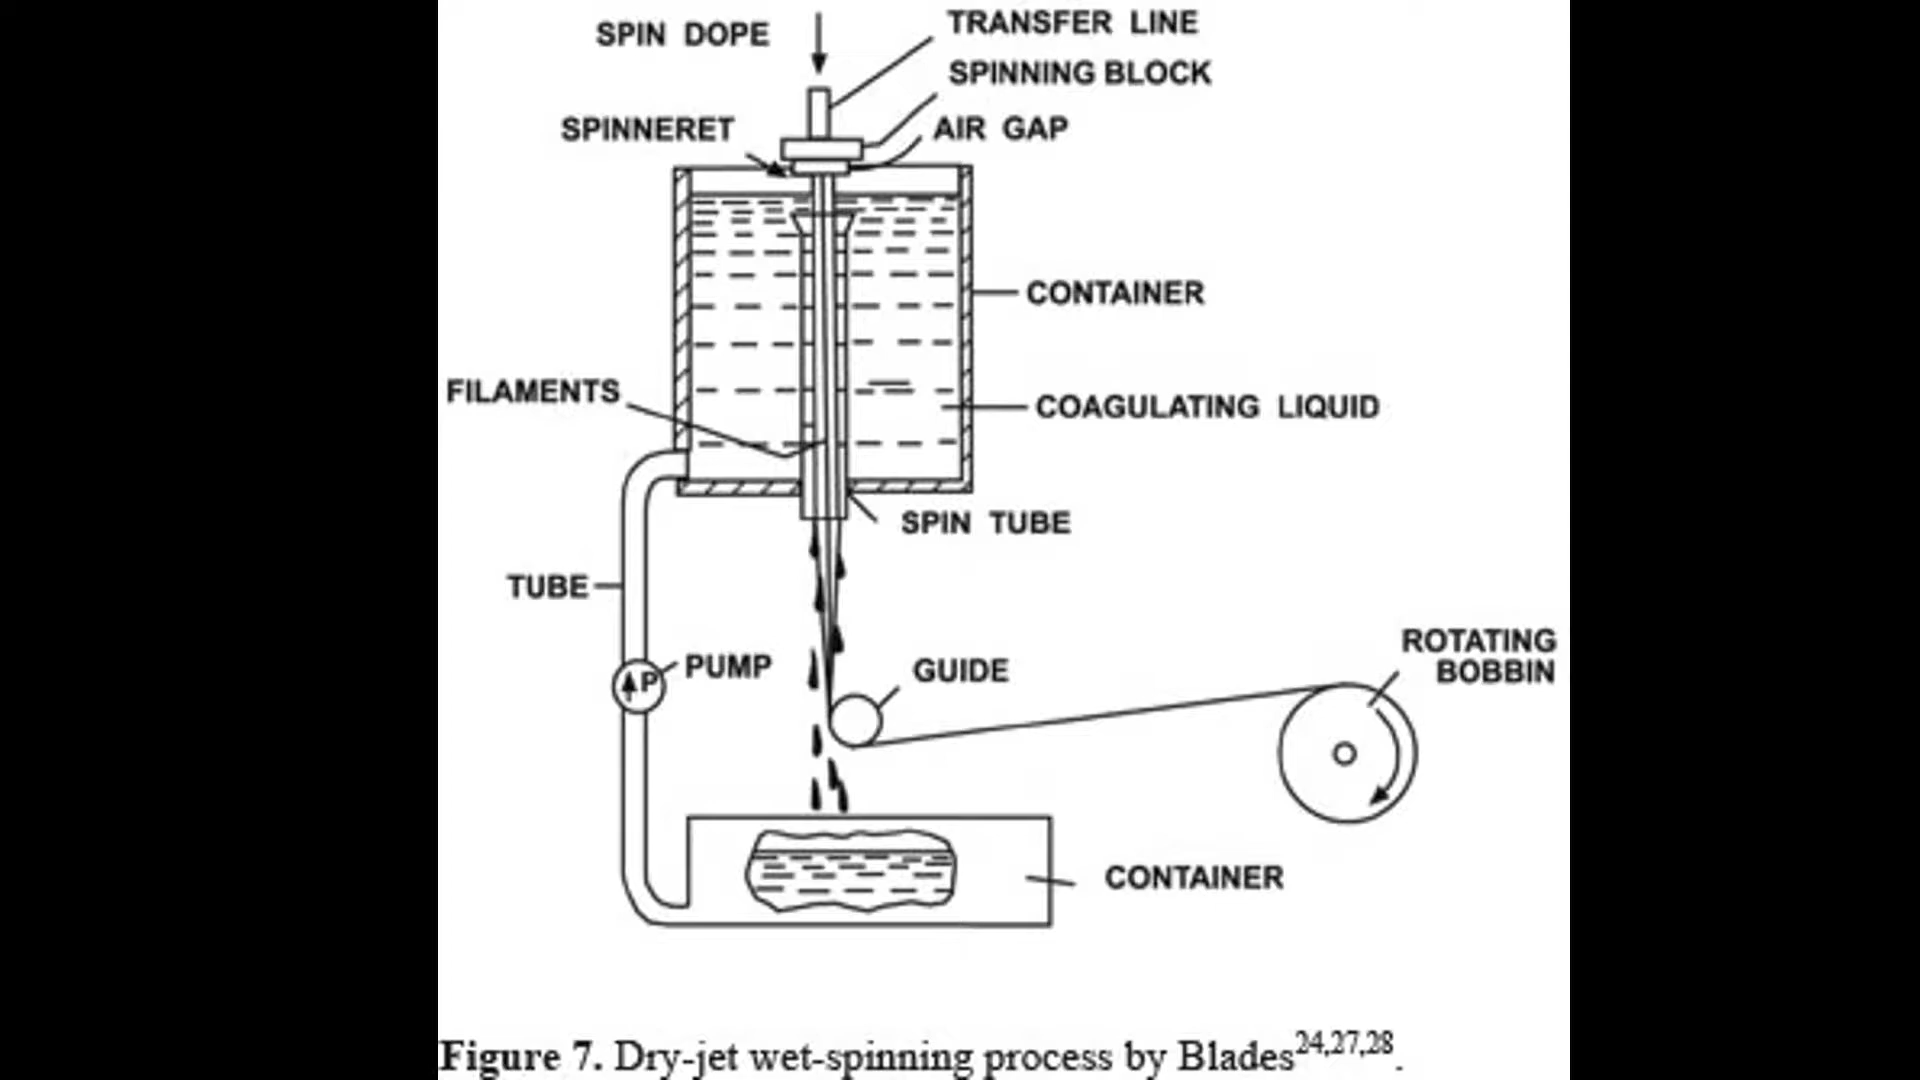 SPIN DOPE
TRANSFER LINE
SPINNING BLOCK
SPINNERET
AIR GAP
CONTAINER
FILAMENTS
COAGULATING LIQUID
SPIN TUBE
TUBE
PUMP
P
GUIDE
ROTATING
BOBBIN
CONTAINER
Figure 7. Dry-jet wet-spinning process by Blades24,27,28.